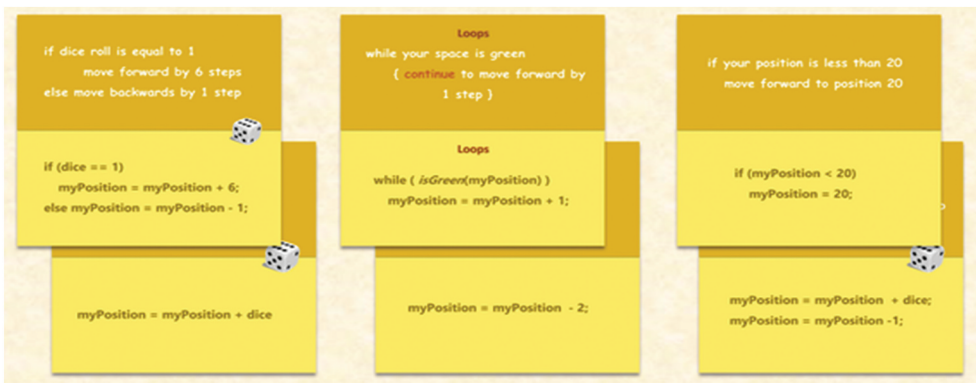 if dice roll is equal to 1
move forward by 6 steps
else move backwards by 1 step
if (dice == 1)
myPosition = myPosition + 6;
else myPosition = myPosition - 1;
myPosition = myPosition + dice
Loops
while your space is green
{ continue to move forward by
1 step }
Loops
while ( isGreen(myPosition) )
myPosition = myPosition + 1;
myPosition = myPosition - 2;
if your position is less than 20
move forward to position 20
if (myPosition < 20)
myPosition = 20;
myPosition = myPosition + dice;
myPosition = myPosition -1;